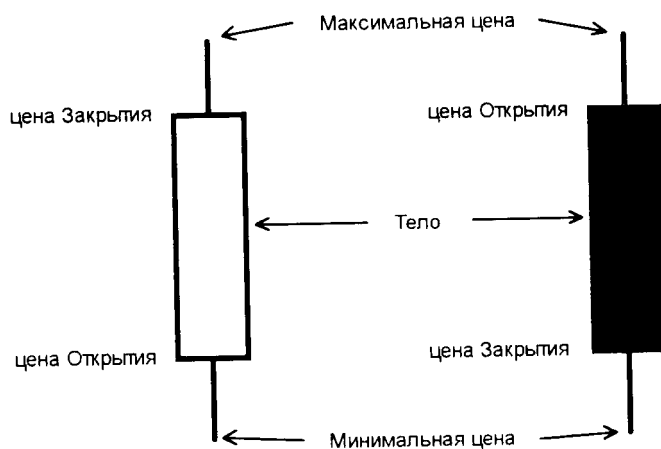 Максимальная цена
цена Закрытия
цена Открытия
Тело
цена Открытия
цена Закрытия
Минимальная цена